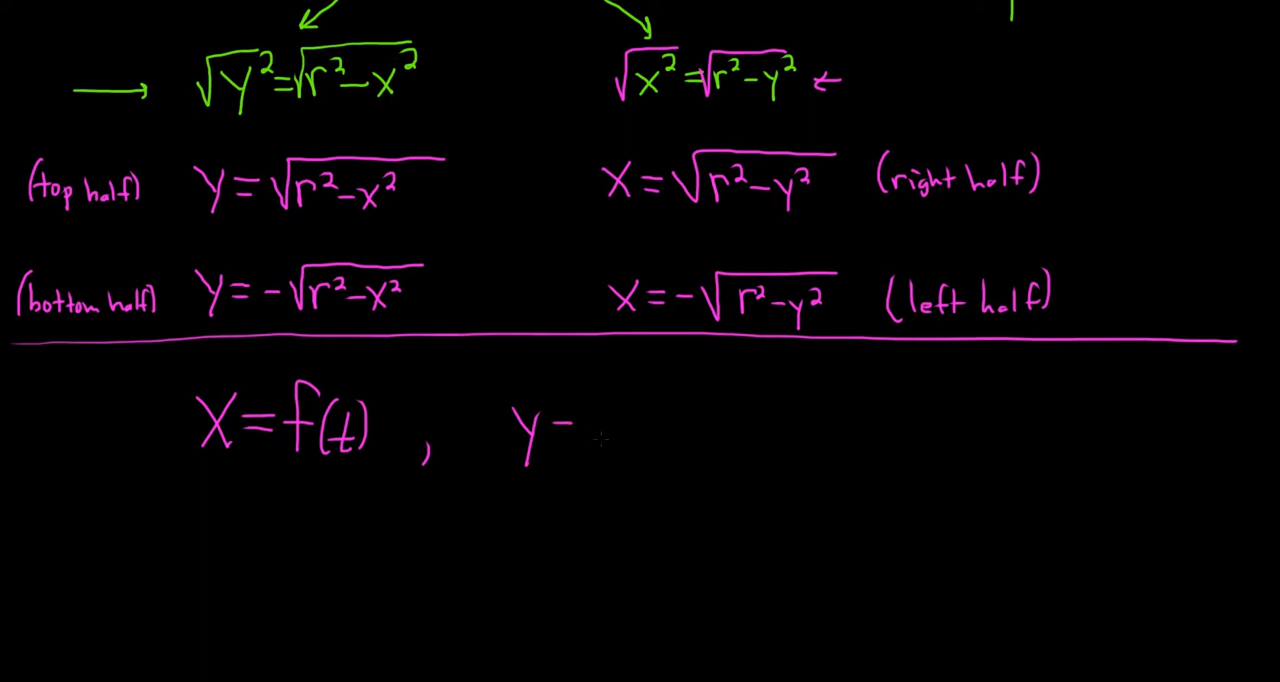 √Y² = √r² - x²    √x² = √r² - y²
(top half) Y = √r² - x²    X = √r² - y² (right half)
(bottom half) Y = -√r² - x²    X = -√r² - y² (left half)
X = f(t) , y -